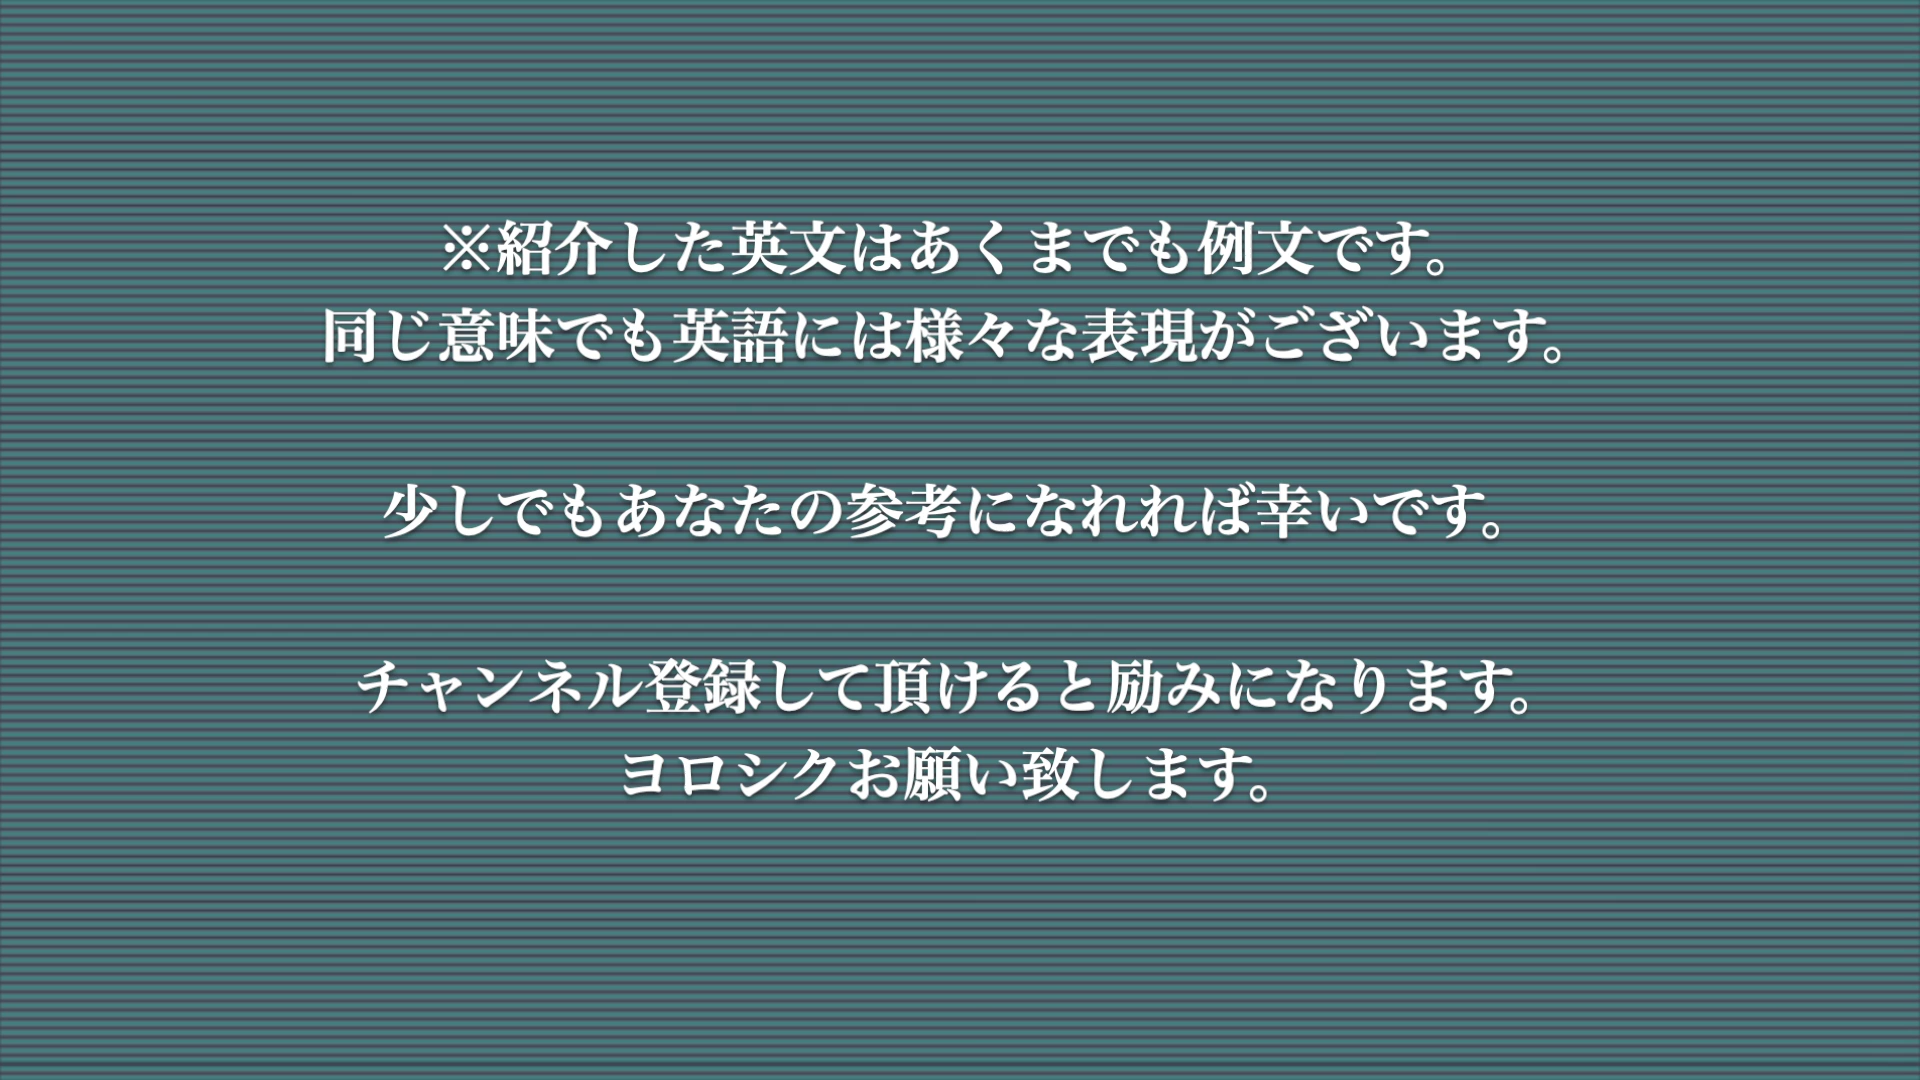 ※紹介した英文はあくまでも例文です。
同じ意味でも英語には様々な表現がございます。
少しでもあなたの参考になれれば幸いです。
チャンネル登録して頂けると励みになります。
ヨロシクお願い致します。